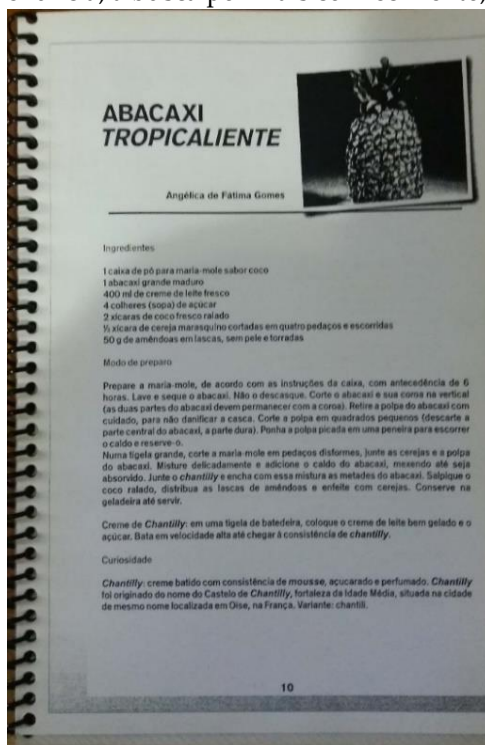 ABACAXI
TROPICALIENTE
Angélica de Fátima Gomes
Ingredientes
1 caixa de pó para maria-mole sabor coco
1 abacaxi grande maduro
400 ml de creme de leite fresco
4 colheres (sopa) de açúcar
2 xícaras de coco fresco ralado
½ xícara de cereja marasquino cortadas em quatro pedaços e escorridas
50 g de amêndoas em lascas, sem pele e torradas
Modo de preparo
Prepare a maria-mole, de acordo com as instruções da caixa, com antecedência de 6
horas. Lave e seque o abacaxi. Não o descasque. Corte o abacaxi e sua coroa na vertical
(as duas partes do abacaxi devem permanecer com a coroa). Retire a polpa do abacaxi com
cuidado, para não danificar a casca. Corte a polpa em quadrados pequenos (descarte a
parte central do abacaxi, a parte dura). Ponha a polpa picada em uma peneira para escorrer
o caldo e reserve-o.
Numa tigela grande, corte a maria-mole em pedaços disformes, junte as cerejas e a polpa
do abacaxi. Misture delicadamente e adicione o caldo do abacaxi, mexendo até seja
absorvido. Junte o chantilly e encha com essa mistura as metades do abacaxi. Salpique o
coco ralado, distribua as lascas de amêndoas e enfeite com cerejas. Conserve na
geladeira até servir.
Creme de Chantilly: em uma tigela de batedeira, coloque o creme de leite bem gelado e o
açúcar. Bata em velocidade alta até chegar à consistência de chantilly.
Curiosidade
Chantilly: creme batido com consistência de mousse, açucarado e perfumado. Chantilly
foi originado do nome do Castelo de Chantilly, fortaleza da Idade Média, situada na cidade
de mesmo nome localizada em Oise, na França. Variante: chantili.
10